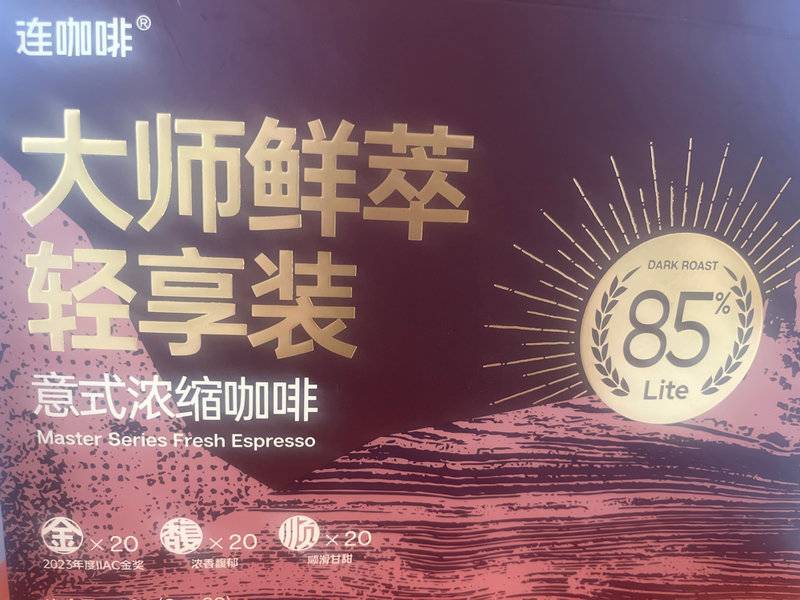 连咖啡®
大师鲜萃
轻享装
意式浓缩咖啡
Master Series Fresh Espresso
DARK ROAST
85%
Lite
金 ×20 馥 ×20 顺 ×20
2023年度IIAC金奖 浓香馥郁 顺滑甘甜